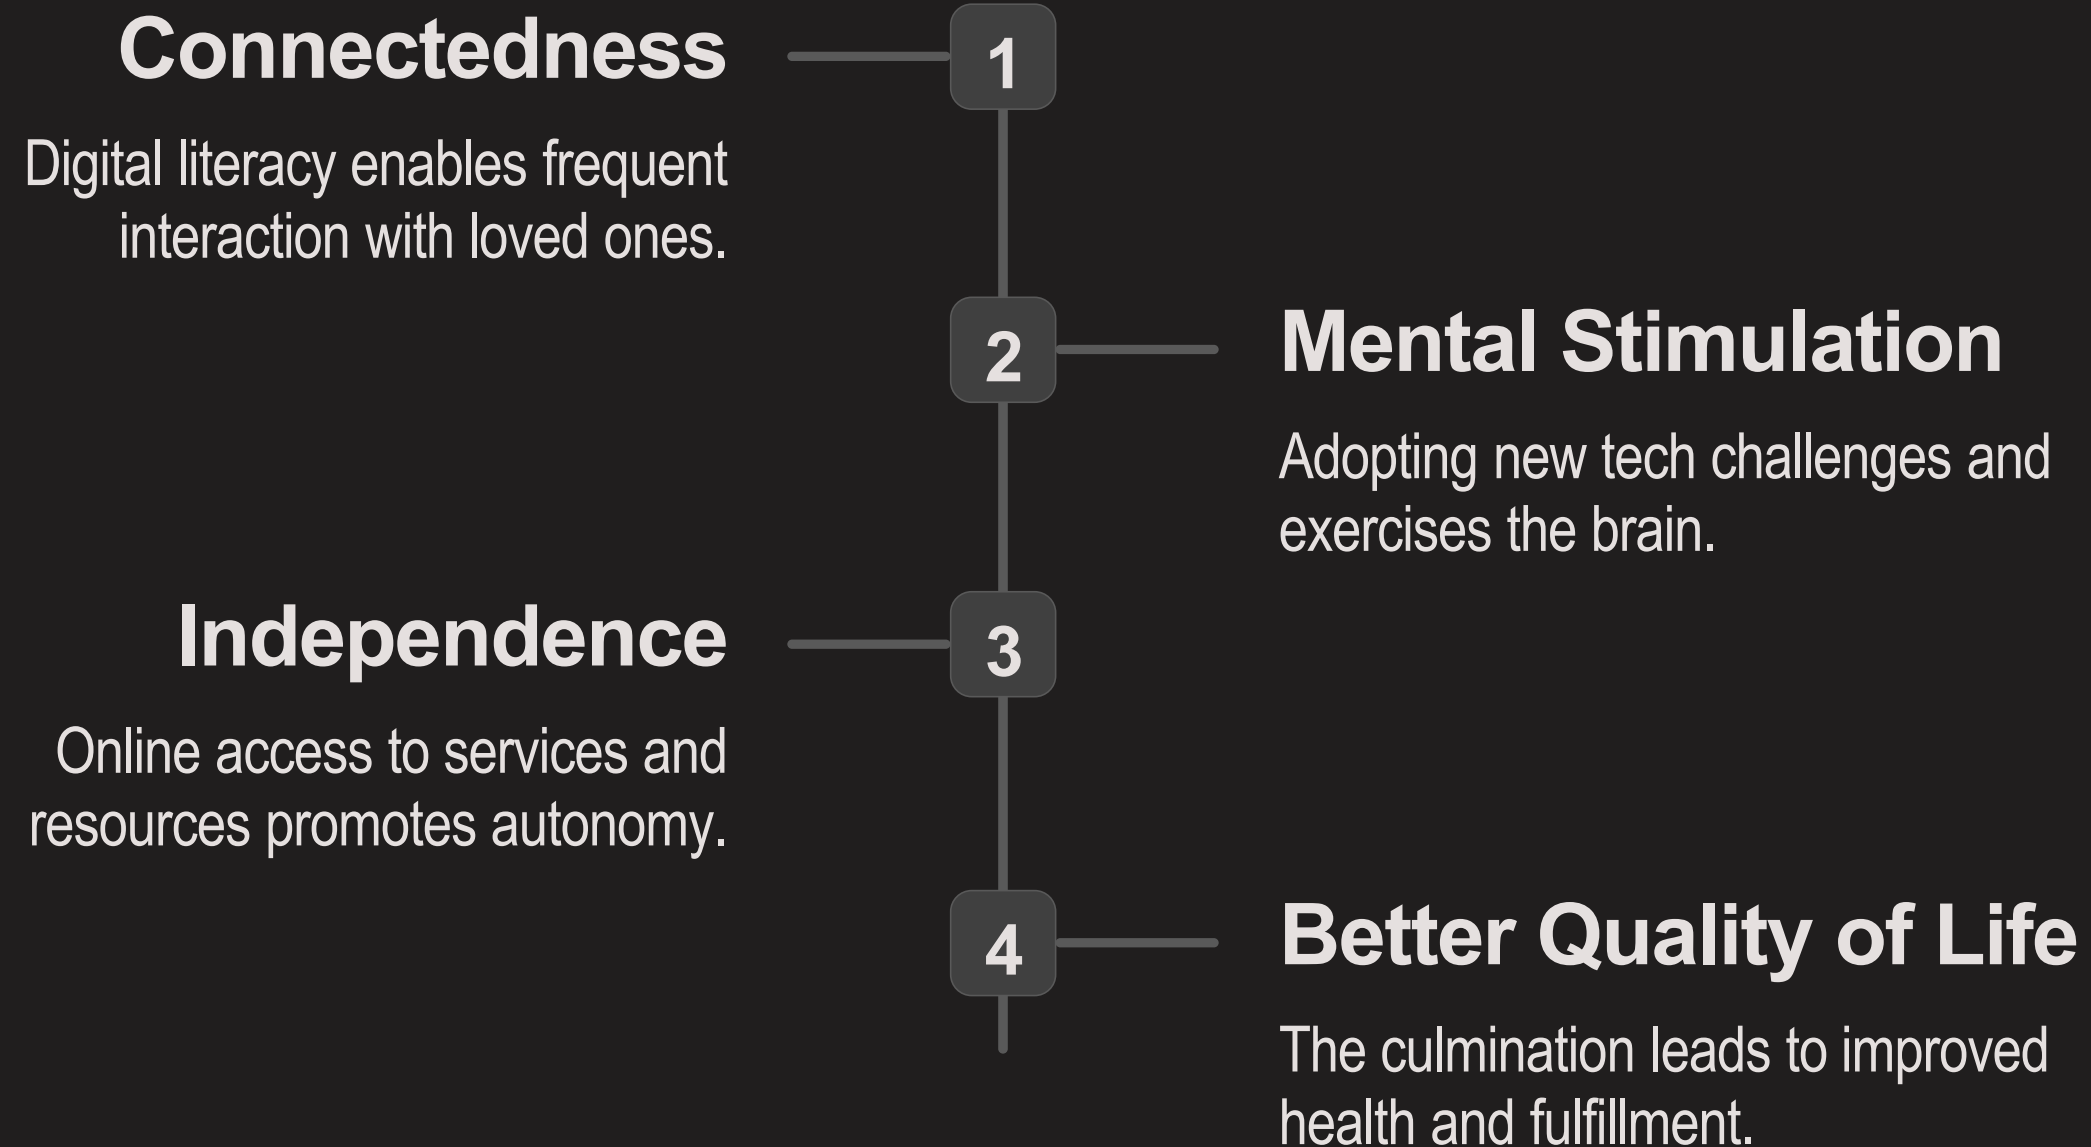 Connectedness
1
Digital literacy enables frequent
interaction with loved ones.
2
Mental Stimulation
Adopting new tech challenges and
exercises the brain.
Independence
3
Online access to services and
resources promotes autonomy.
4
Better Quality of Life
The culmination leads to improved
health and fulfillment.